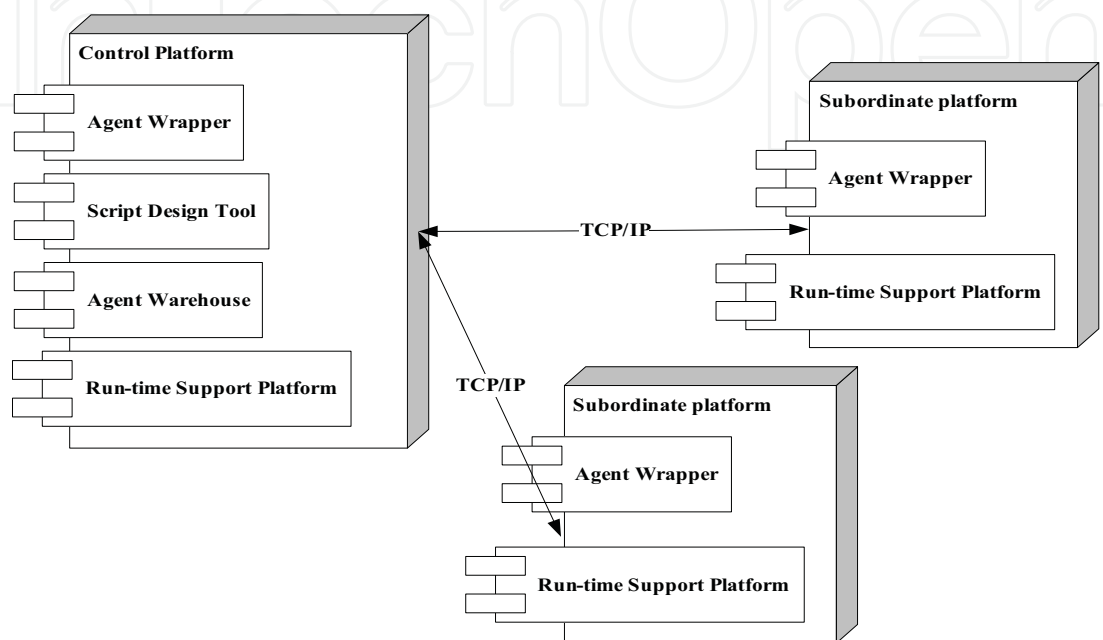 InTechOpen
Control Platform
Agent Wrapper
Script Design Tool
Agent Warehouse
Run-time Support Platform
TCP/IP
Subordinate platform
Agent Wrapper
Run-time Support Platform
TCP/IP
Subordinate platform
Agent Wrapper
Run-time Support Platform